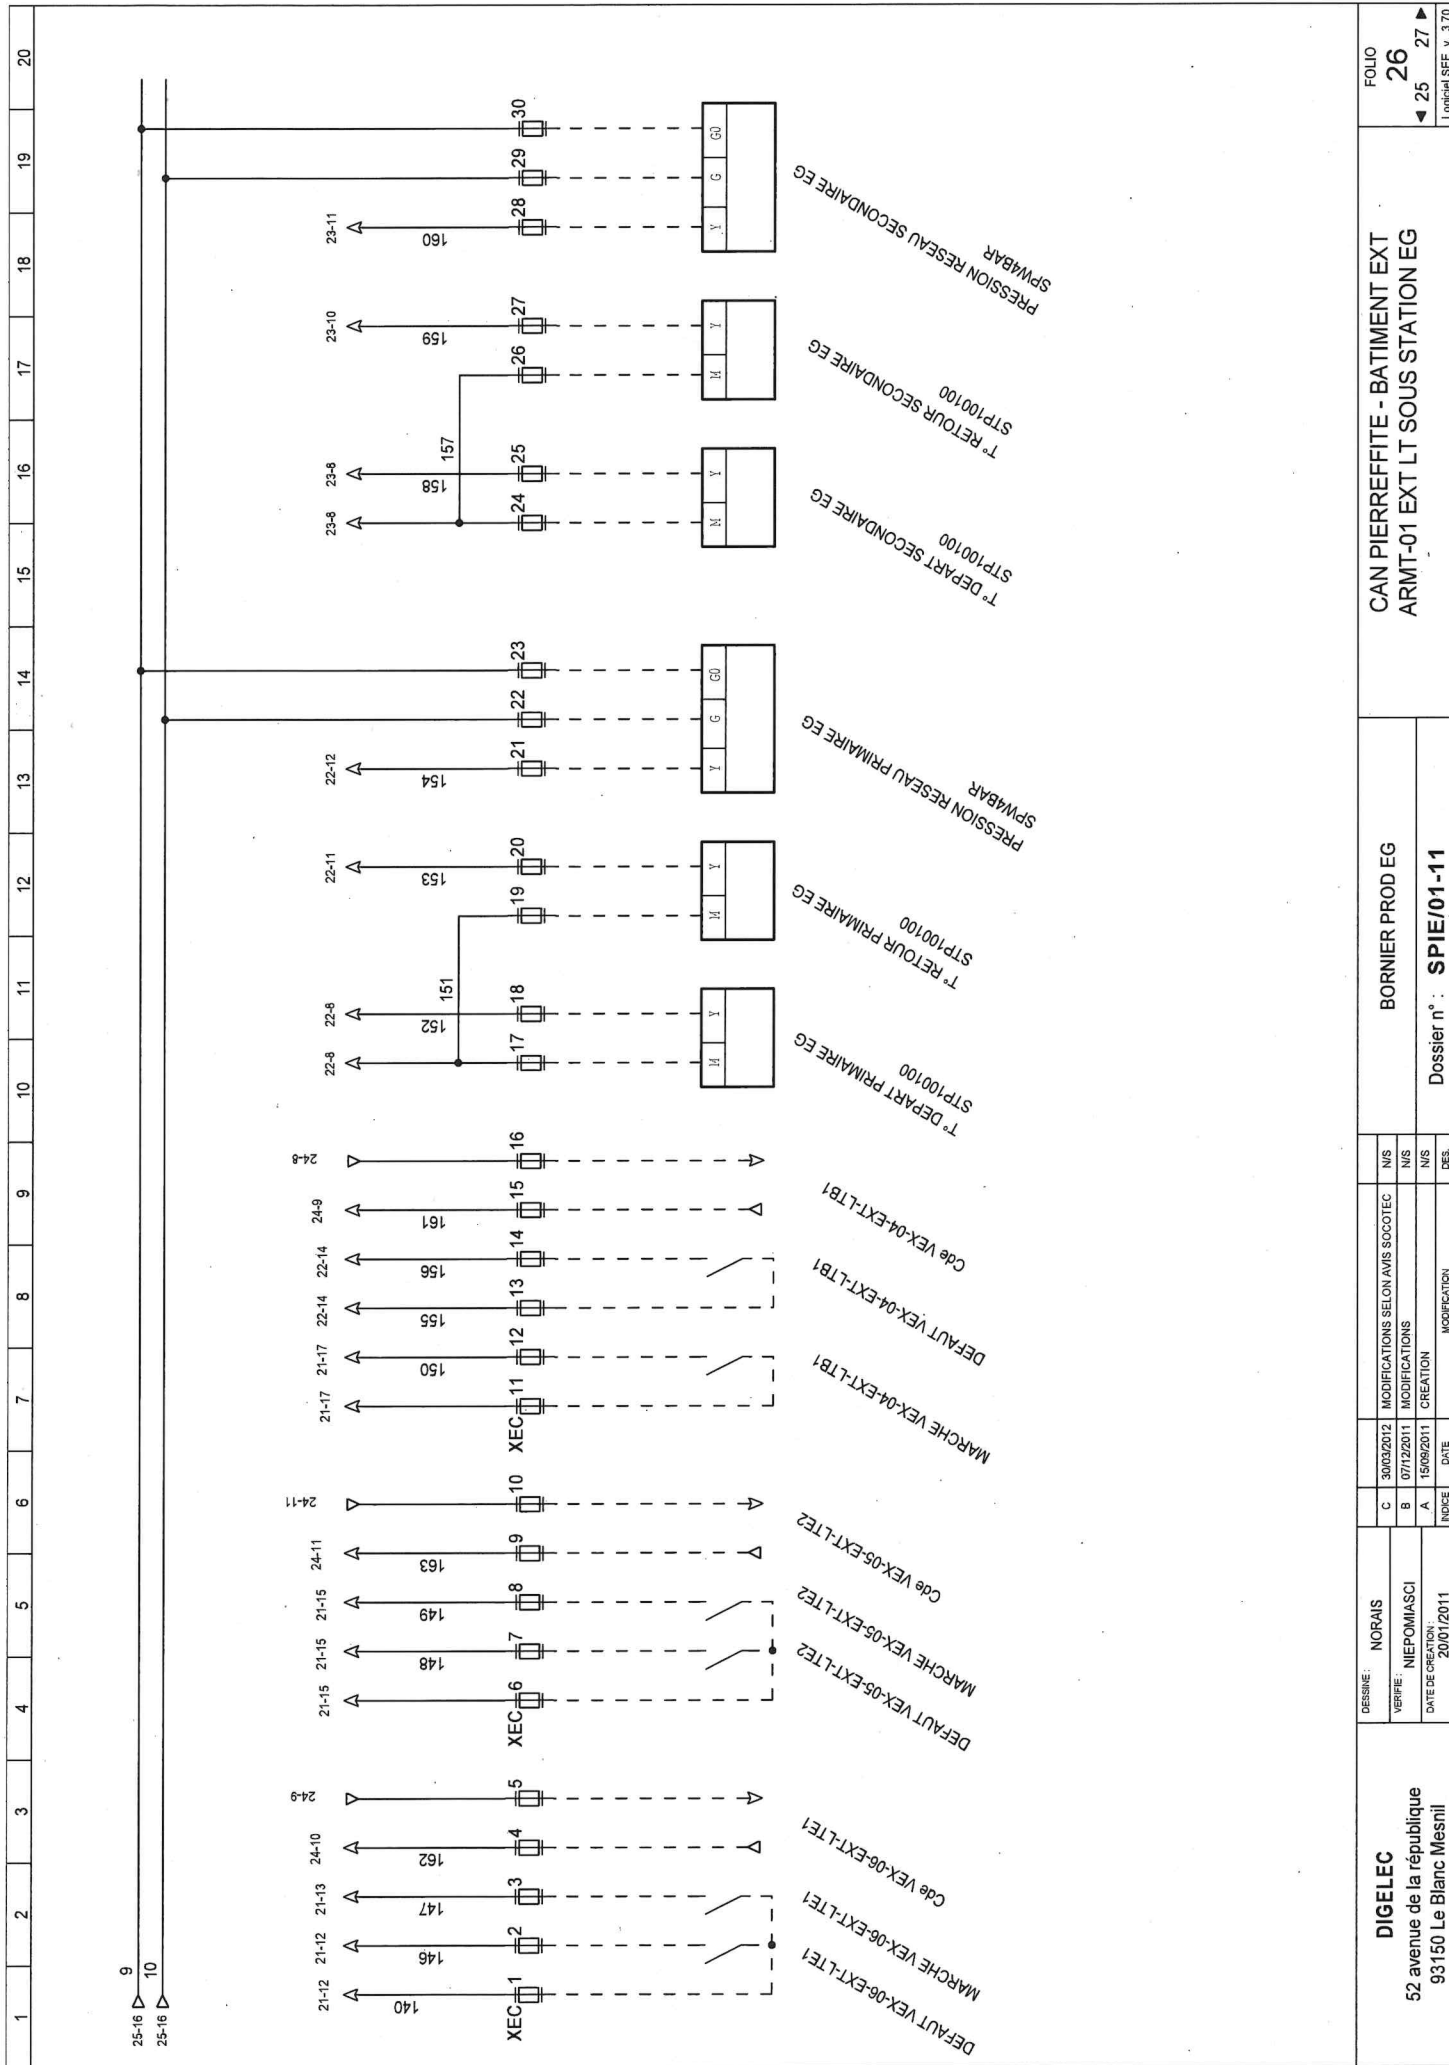 1 2 3 4 5 6 7 8 9 10 11 12 13 14 15 16 17 18 19 20
25-16 9
25-16 10
21-12 21-12 21-13 24-10 24-9 21-15 21-15 21-15 24-11 24-11 21-17 21-17 22-14 22-14 24-9 24-8 22-8 22-8 22-11 22-12 23-8 23-8 23-10 23-11
140 146 147 162 148 149 163 150 155 156 161 152 151 153 154 158 157 159 160
XEC 1 2 3 4 5 XEC 6 7 8 9 10 XEC 11 12 13 14 15 16 17 18 19 20 21 22 23 24 25 26 27 28 29 30
M Y M Y Y G G0 M Y M Y Y G G0
DEFAUT VEX-06-EXT-LTE1
MARCHE VEX-06-EXT-LTE1
Cde VEX-06-EXT-LTE1
DEFAUT VEX-05-EXT-LTE2
MARCHE VEX-05-EXT-LTE2
Cde VEX-05-EXT-LTE2
MARCHE VEX-04-EXT-LTB1
DEFAUT VEX-04-EXT-LTB1
Cde VEX-04-EXT-LTB1
T° DEPART PRIMAIRE EG
STP100100
T° RETOUR PRIMAIRE EG
STP100100
PRESSION RESEAU PRIMAIRE EG
SPW4BAR
T° DEPART SECONDAIRE EG
STP100100
T° RETOUR SECONDAIRE EG
STP100100
PRESSION RESEAU SECONDAIRE EG
SPW4BAR
DIGELEC
52 avenue de la république
93150 Le Blanc Mesnil
DESSINE : NORAIS
VERIFIE : NIEPOMIASCI
DATE DE CREATION :
20/01/2011
C 30/03/2012 MODIFICATIONS SELON AVIS SOCOTEC N/S
B 07/12/2011 MODIFICATIONS N/S
A 15/09/2011 CREATION N/S
INDICE DATE MODIFICATION DES.
BORNIER PROD EG
Dossier n° : SPIE/01-11
CAN PIERREFFITE - BATIMENT EXT
ARMT-01 EXT LT SOUS STATION EG
FOLIO
26
25 27
Logiciel SEE v 3.70